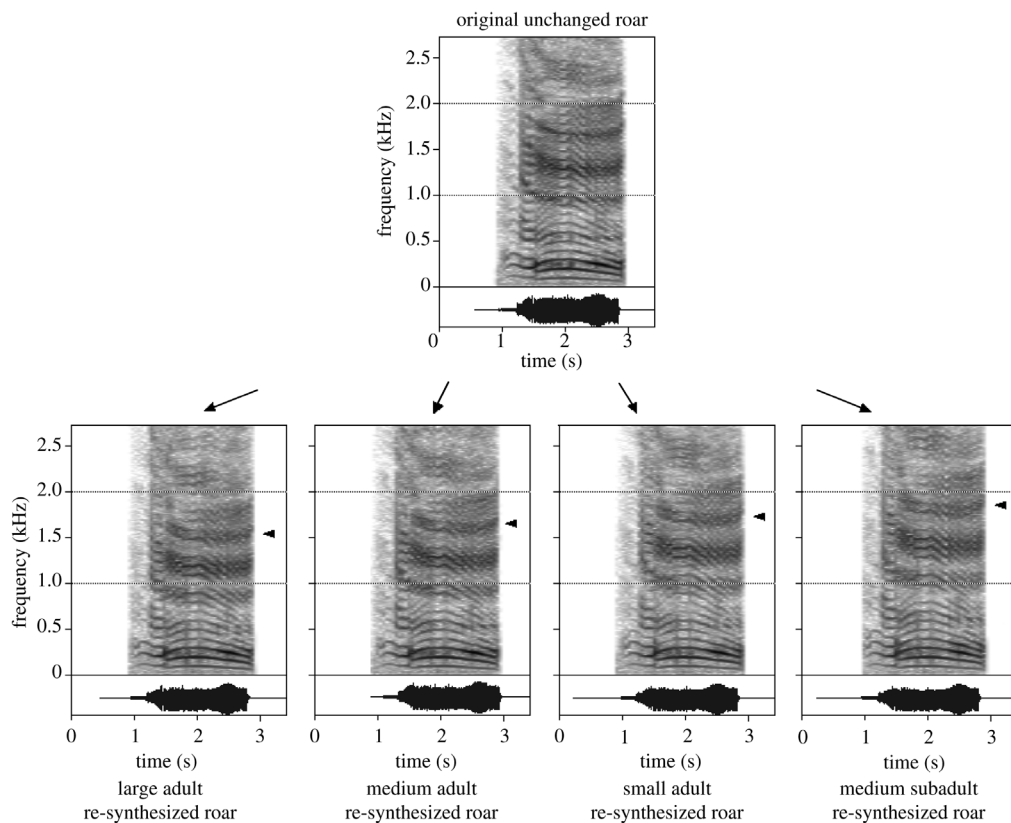 original unchanged roar
2.5
2.0
1.5
1.0
0.5
0
frequency (kHz)
0 1 2 3
time (s)
2.5
2.0
1.5
1.0
0.5
0
frequency (kHz)
0 1 2 3 0 1 2 3 0 1 2 3 0 1 2 3
time (s) time (s) time (s) time (s)
large adult medium adult small adult medium subadult
re-synthesized roar re-synthesized roar re-synthesized roar re-synthesized roar